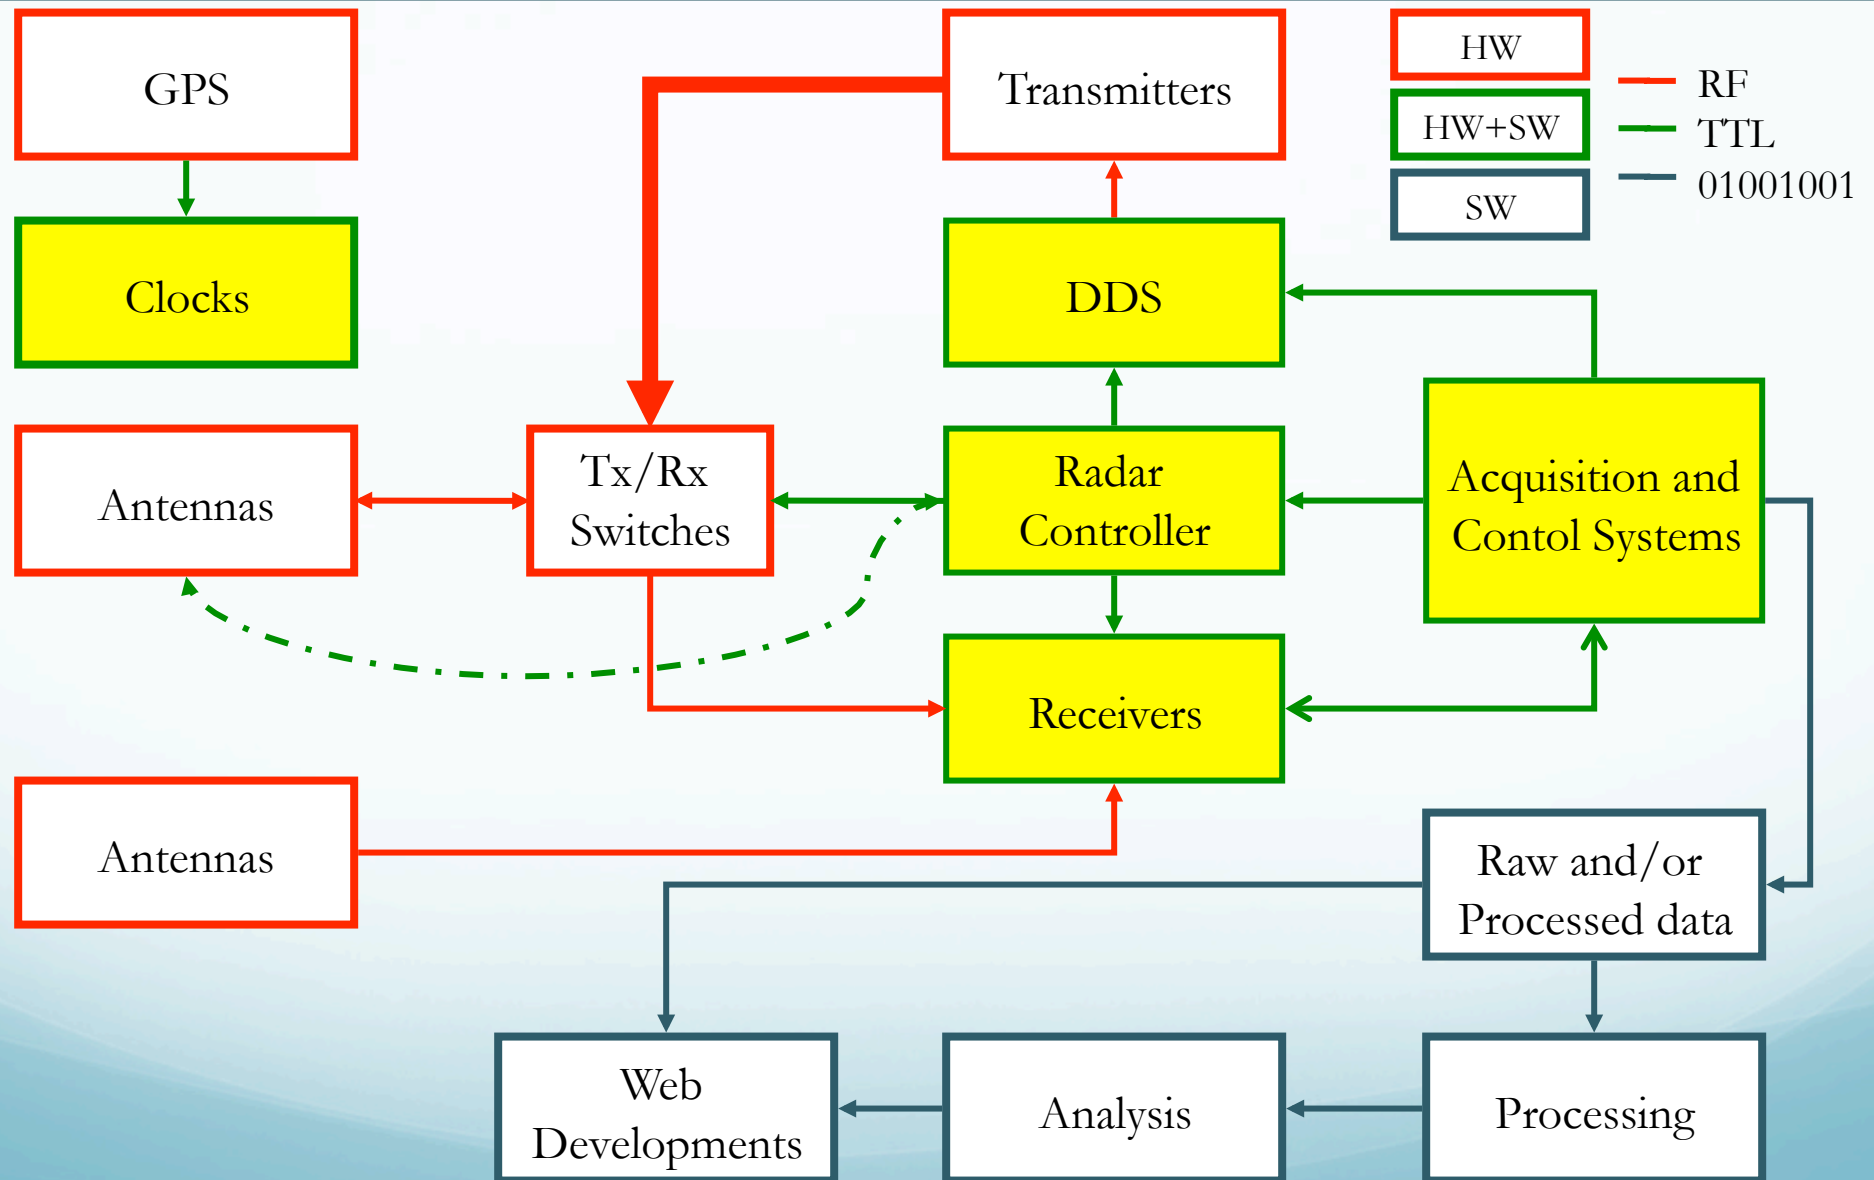 GPS
Transmitters
HW
HW+SW
SW
RF
TTL
01001001
Clocks
DDS
Antennas
Tx/Rx
Switches
Radar
Controller
Acquisition and
Contol Systems
Receivers
Antennas
Raw and/or
Processed data
Web
Developments
Analysis
Processing